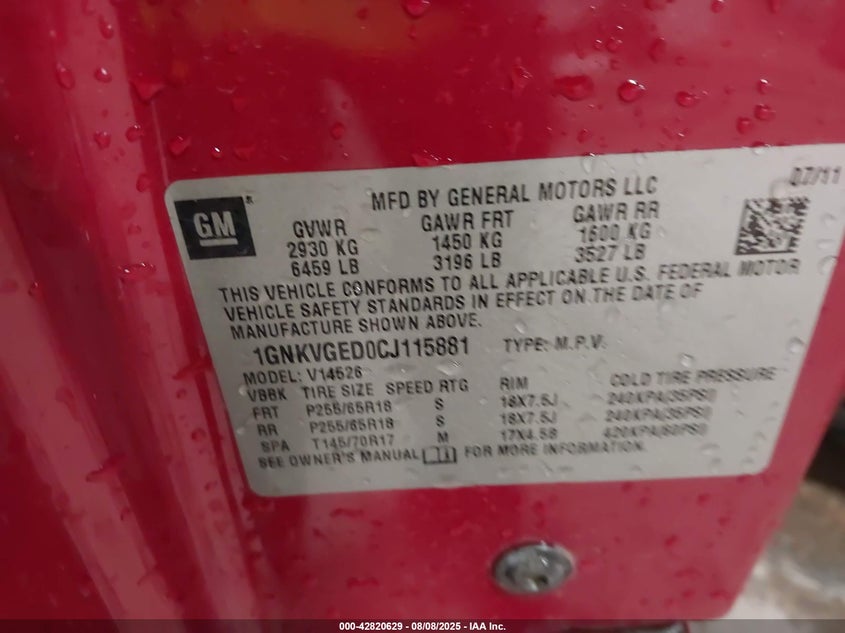 MFD BY GENERAL MOTORS LLC 07/11
GM®
GVWR GAWR FRT GAWR RR
2930 KG 1450 KG 1600 KG
6459 LB 3196 LB 3527 LB
THIS VEHICLE CONFORMS TO ALL APPLICABLE U.S. FEDERAL MOTOR
VEHICLE SAFETY STANDARDS IN EFFECT ON THE DATE OF
MANUFACTURE SHOWN ABOVE.
1GNKVGED0CJ115881 TYPE: M.P.V.
MODEL: V14526
VBBK TIRE SIZE SPEED RTG RIM COLD TIRE PRESSURE
FRT P255/65R18 S 18X7.5J 240KPA(35PSI)
RR P255/65R18 S 18X7.5J 240KPA(35PSI)
SPA T145/70R17 M 17X4.5B 420KPA(60PSI)
SEE OWNER'S MANUAL FOR MORE INFORMATION.
000-42820629 - 08/08/2025 - IAA Inc.